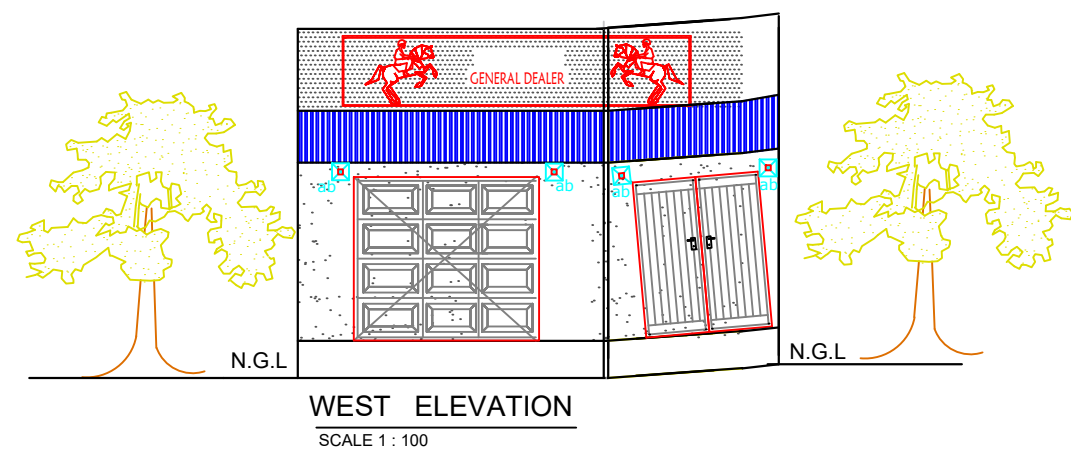 GENERAL DEALER
ab ab ab ab
N.G.L N.G.L
WEST ELEVATION
SCALE 1 : 100